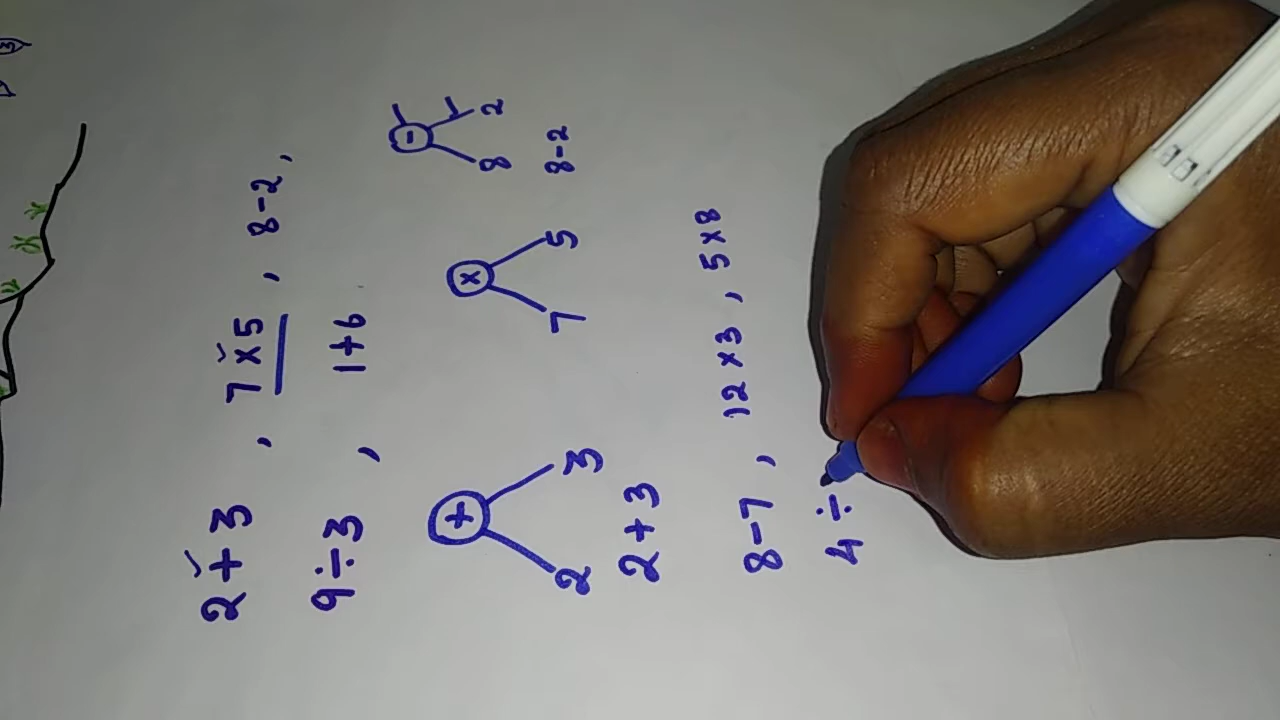 2 + 3 , 7 × 5 , 8 - 2 ,
9 ÷ 3 , 1 + 6
+ × -
2 3 7 5 8 2
2 + 3 8 - 2
8 - 7 , 12 × 3 , 5 × 8
4 ÷